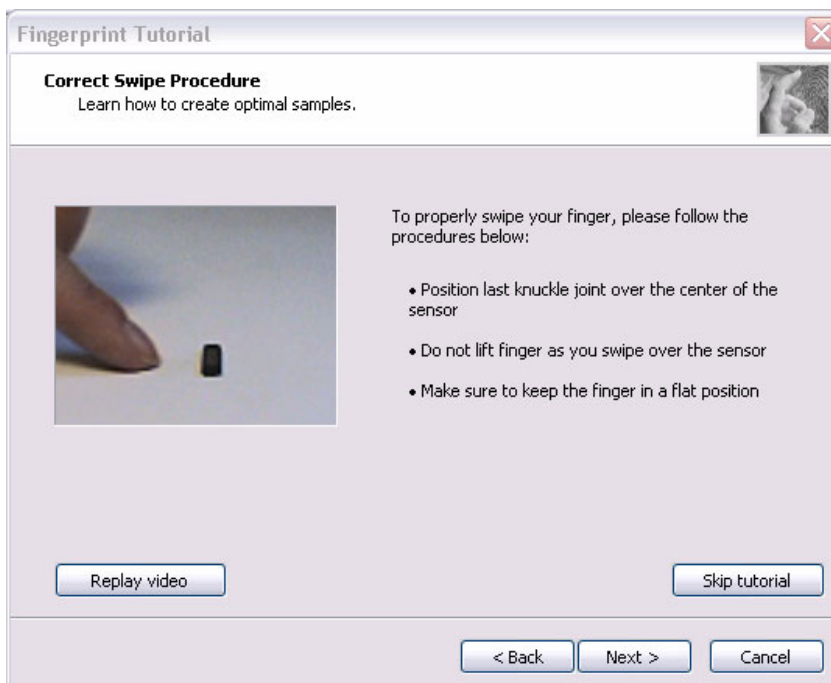 Fingerprint Tutorial
Correct Swipe Procedure
Learn how to create optimal samples.
To properly swipe your finger, please follow the
procedures below:
• Position last knuckle joint over the center of the
sensor
• Do not lift finger as you swipe over the sensor
• Make sure to keep the finger in a flat position
Replay video
Skip tutorial
< Back
Next >
Cancel